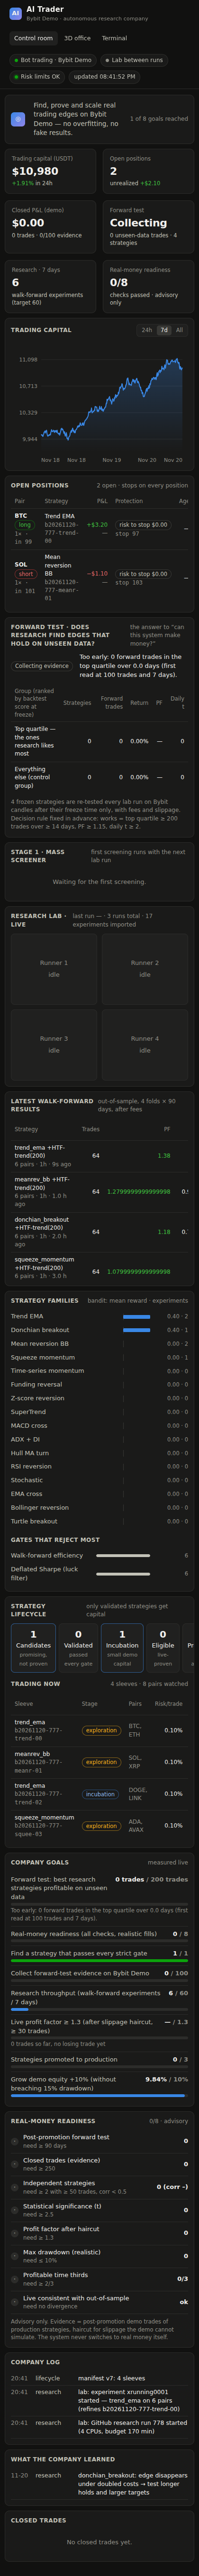 AI
AI Trader
Bybit Demo · autonomous research company
Control room
3D office
Terminal
Bot trading · Bybit Demo
Lab between runs
Risk limits OK
updated 08:41:52 PM
Find, prove and scale real
trading edges on Bybit
Demo — no overfitting, no
fake results.
1 of 8 goals reached
Trading capital (USDT)
$10,980
+1.91% in 24h
Open positions
2
unrealized +$2.10
Closed P&L (demo)
$0.00
0 trades · 0/100 evidence
Forward test
Collecting
0 unseen-data trades · 4
strategies
Research · 7 days
6
walk-forward experiments
(target 60)
Real-money readiness
0/8
checks passed · advisory
only
TRADING CAPITAL
24h
7d
All
11,098
10,713
10,329
9,944
Nov 18
Nov 18
Nov 19
Nov 20
Nov 20
OPEN POSITIONS
2 open · stops on every position
Pair
Strategy
P&L
Protection
Age
BTC
long
1× ·
in 99
Trend EMA
b20261120-
777-trend-
00
+$3.20
—
risk to stop $0.00
stop 97
—
SOL
short
1× ·
in 101
Mean
reversion
BB
b20261120-
777-meanr-
01
−$1.10
—
risk to stop $0.00
stop 103
—
FORWARD TEST · DOES
RESEARCH FIND EDGES THAT
HOLD ON UNSEEN DATA?
the answer to “can
this system make
money?”
Collecting evidence
Too early: 0 forward trades in the
top quartile over 0.0 days (first
read at 100 trades and 7 days).
Group (ranked
by backtest
score at
freeze)
Strategies
Forward
trades
Return
PF
Daily
t
Top quartile —
the ones
research likes
most
0
0
0.00%
—
0
Everything
else (control
group)
0
0
0.00%
—
0
4 frozen strategies are re-tested every lab run on Bybit
candles after their freeze time only, with fees and slippage.
Decision rule fixed in advance: works = top quartile ≥ 200
trades over ≥ 14 days, PF ≥ 1.15, daily t ≥ 2.
STAGE 1 · MASS
SCREENER
first screening runs with the next
lab run
Waiting for the first screening.
RESEARCH LAB ·
LIVE
last run — · 3 runs total · 17
experiments imported
Runner 1
idle
Runner 2
idle
Runner 3
idle
Runner 4
idle
LATEST WALK-FORWARD
RESULTS
out-of-sample, 4 folds × 90
days, after fees
Strategy
Trades
PF
trend_ema +HTF-
trend(200)
6 pairs · 1h · 9s ago
64
1.38
meanrev_bb +HTF-
trend(200)
6 pairs · 1h · 1.0 h
ago
64
1.2799999999999998
donchian_breakout
+HTF-trend(200)
6 pairs · 1h · 2.0 h
ago
64
1.18
squeeze_momentum
+HTF-trend(200)
6 pairs · 1h · 3.0 h
64
1.0799999999999998
STRATEGY FAMILIES
bandit: mean reward · experiments
Trend EMA
0.40 · 2
Donchian breakout
0.40 · 1
Mean reversion BB
0.00 · 2
Squeeze momentum
0.00 · 1
Time-series momentum
0.00 · 0
Funding reversal
0.00 · 0
Z-score reversion
0.00 · 0
SuperTrend
0.00 · 0
MACD cross
0.00 · 0
ADX + DI
0.00 · 0
Hull MA turn
0.00 · 0
RSI reversion
0.00 · 0
Stochastic
0.00 · 0
EMA cross
0.00 · 0
Bollinger reversion
0.00 · 0
Turtle breakout
0.00 · 0
GATES THAT REJECT MOST
Walk-forward efficiency
6
Deflated Sharpe (luck
filter)
6
STRATEGY
LIFECYCLE
only validated strategies get
capital
1
Candidates
promising,
not proven
0
Validated
passed
every gate
1
Incubation
small demo
capital
0
Eligible
live-
proven
TRADING NOW
4 sleeves · 8 pairs watched
Sleeve
Stage
Pairs
Risk/trade
trend_ema
b20261120-777-
trend-00
exploration
BTC,
ETH
0.10%
meanrev_bb
b20261120-777-
meanr-01
exploration
SOL,
XRP
0.10%
trend_ema
b20261120-777-
trend-02
incubation
DOGE,
LINK
0.10%
squeeze_momentum
b20261120-777-
squee-03
exploration
ADA,
AVAX
0.10%
COMPANY GOALS
measured live
Forward test: best research
strategies profitable on unseen
data
0 trades / 200 trades
Too early: 0 forward trades in the top quartile over 0.0 days (first
read at 100 trades and 7 days).
Real-money readiness (all checks, realistic fills)
0 / 8
Find a strategy that passes every strict gate
1 / 1
Collect forward-test evidence on Bybit Demo
0 / 100
Research throughput (walk-forward experiments
/ 7 days)
6 / 60
Live profit factor ≥ 1.3 (after slippage haircut,
≥ 30 trades)
— / 1.3
0 trades so far, no losing trade yet
Strategies promoted to production
0 / 3
Grow demo equity +10% (without
breaching 15% drawdown)
9.84% / 10%
REAL-MONEY READINESS
0/8 · advisory
Post-promotion forward test
need ≥ 90 days
0
Closed trades (evidence)
need ≥ 250
0
Independent strategies
need ≥ 2 with ≥ 50 trades, corr < 0.5
0 (corr –)
Statistical significance (t)
need ≥ 2.5
0
Profit factor after haircut
need ≥ 1.3
0
Max drawdown (realistic)
need ≤ 10%
0
Profitable time thirds
need ≥ 2/3
0/3
Live consistent with out-of-sample
need no divergence
ok
Advisory only. Evidence = post-promotion demo trades of
production strategies, haircut for slippage the demo cannot
simulate. The system never switches to real money itself.
COMPANY LOG
20:41
lifecycle
manifest v7: 4 sleeves
20:41
research
lab: experiment xrunning0001
started — trend_ema on 6 pairs
(refines b20261120-777-trend-00)
20:41
research
lab: GitHub research run 778 started
(4 CPUs, budget 170 min)
WHAT THE COMPANY LEARNED
11-20
research
donchian_breakout: edge disappears
under doubled costs → test longer
holds and larger targets
CLOSED TRADES
No closed trades yet.